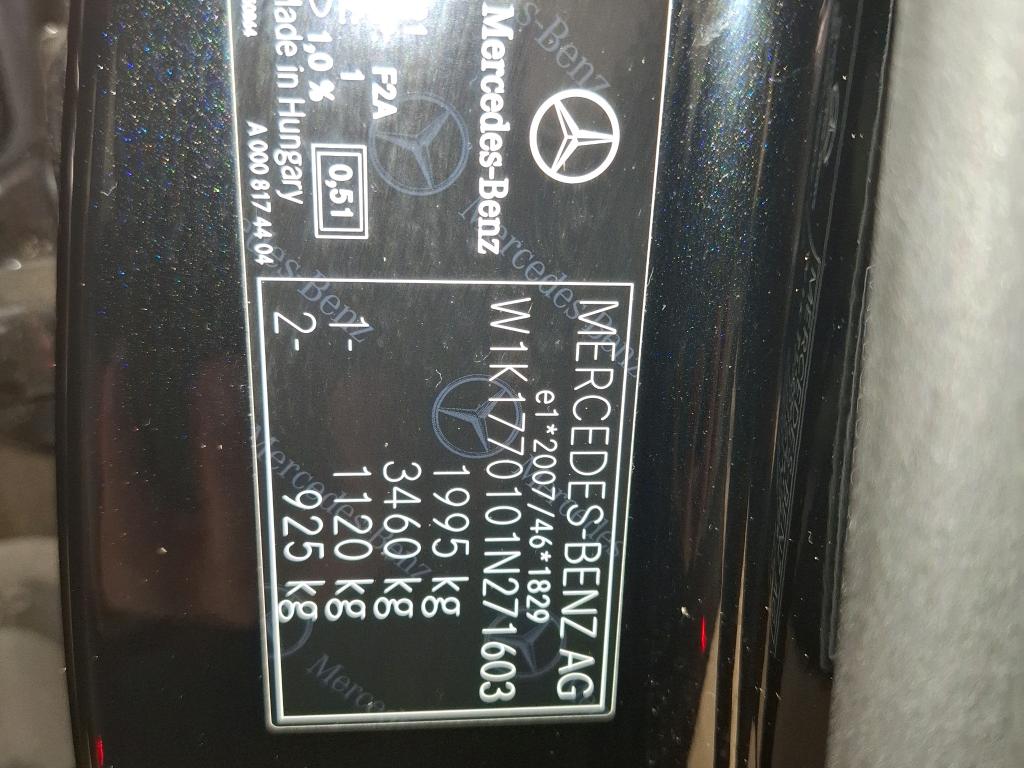 Mercedes-Benz
F2A
1
1,0 %
0,51
Made in Hungary
A 000 817 44 04
MERCEDES-BENZ AG
e1*2007/46*1829
W1K1770101N271603
1995 kg
3460 kg
1- 1120 kg
2- 925 kg